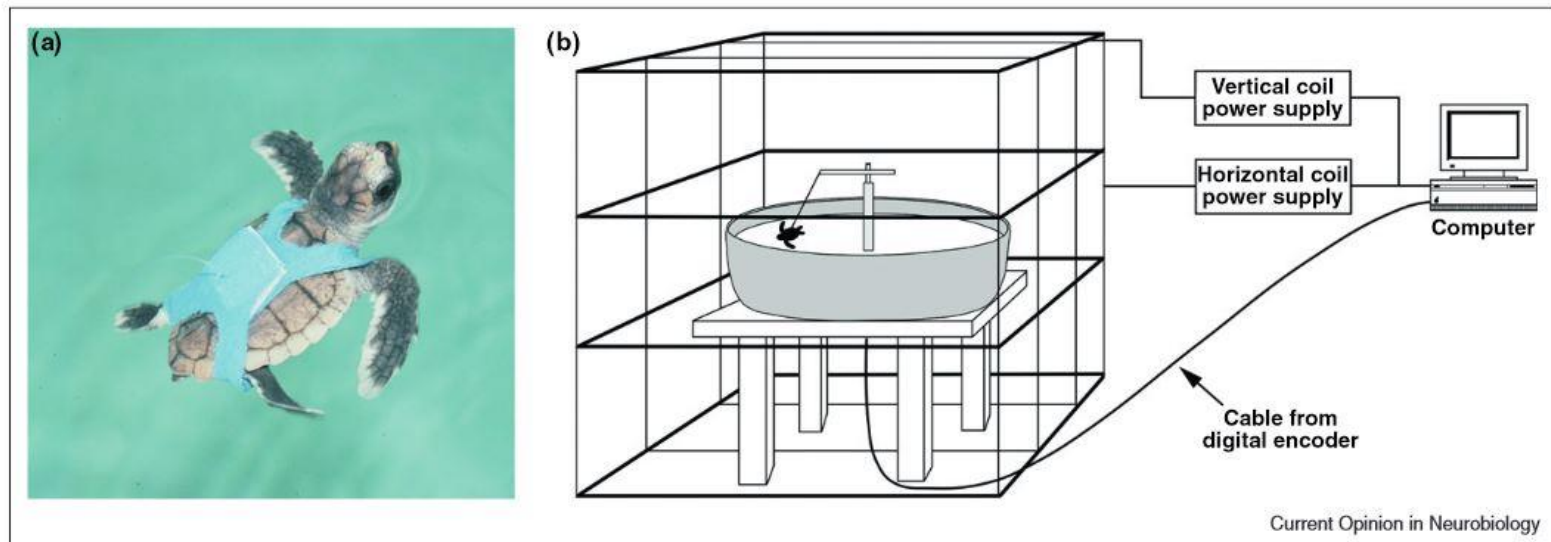 (a)
(b)
Vertical coil
power supply
Horizontal coil
power supply
Computer
Cable from
digital encoder
Current Opinion in Neurobiology